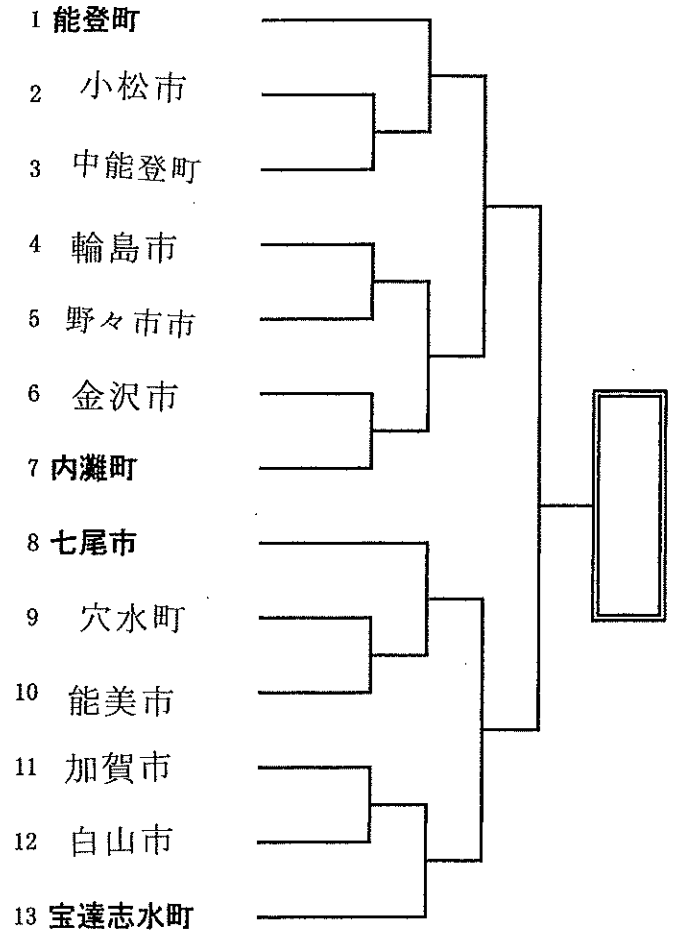 1 能登町
2 小松市
3 中能登町
4 輪島市
5 野々市市
6 金沢市
7 内灘町
8 七尾市
9 穴水町
10 能美市
11 加賀市
12 白山市
13 宝達志水町